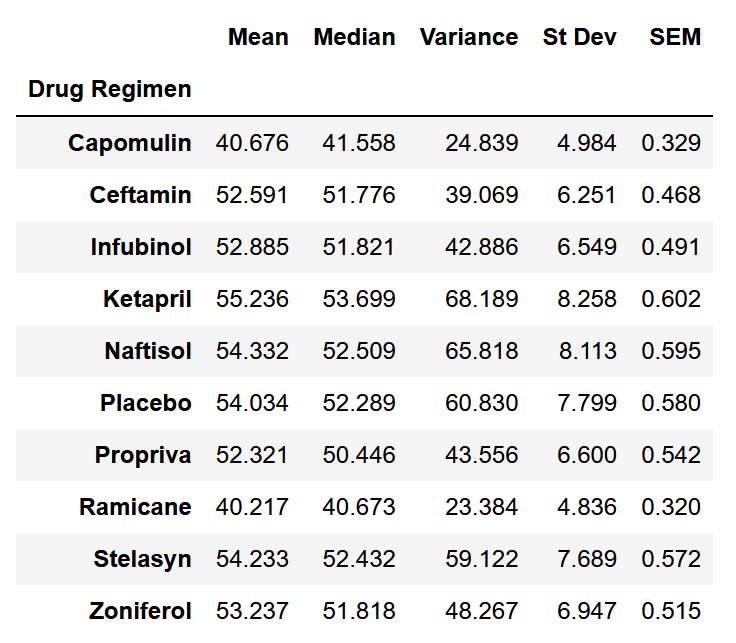 Mean Median Variance St Dev SEM
Drug Regimen
Capomulin 40.676 41.558 24.839 4.984 0.329
Ceftamin 52.591 51.776 39.069 6.251 0.468
Infubinol 52.885 51.821 42.886 6.549 0.491
Ketapril 55.236 53.699 68.189 8.258 0.602
Naftisol 54.332 52.509 65.818 8.113 0.595
Placebo 54.034 52.289 60.830 7.799 0.580
Propriva 52.321 50.446 43.556 6.600 0.542
Ramicane 40.217 40.673 23.384 4.836 0.320
Stelasyn 54.233 52.432 59.122 7.689 0.572
Zoniferol 53.237 51.818 48.267 6.947 0.515